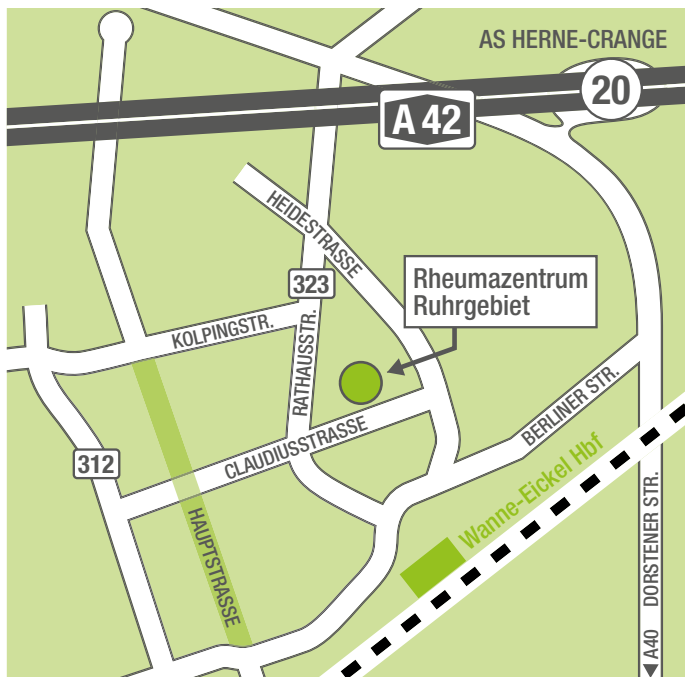 AS HERNE-CRANGE
20
A 42
HEIDESTRASSE
323
Rheumazentrum
Ruhrgebiet
KOLPINGSTR.
RATHAUSSTR.
BERLINER STR.
312
CLAUDIUSSTRASSE
Wanne-Eickel Hbf
HAUPTSTRASSE
◀ A40 DORSTENER STR.